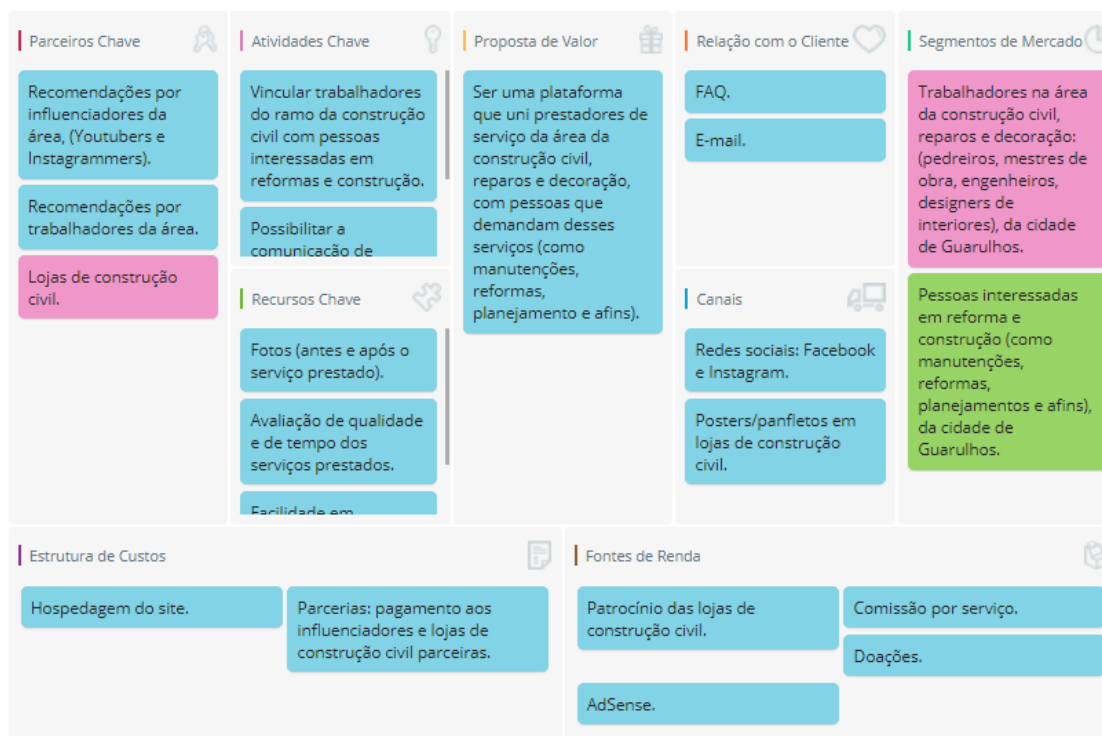 Parceiros Chave
Recomendações por
influenciadores da
área, (Youtubers e
Instagrammers).
Recomendações por
trabalhadores da área.
Lojas de construção
civil.
Atividades Chave
Vincular trabalhadores
do ramo da construção
civil com pessoas
interessadas em
reformas e construção.
Possibilitar a
comunicação de
Recursos Chave
Fotos (antes e após o
serviço prestado).
Avaliação de qualidade
e de tempo dos
serviços prestados.
Facilidade em
Proposta de Valor
Ser uma plataforma
que uni prestadores de
serviço da área da
construção civil,
reparos e decoração,
com pessoas que
demandam desses
serviços (como
manutenções,
reformas,
planejamento e afins).
Relação com o Cliente
FAQ.
E-mail.
Canais
Redes sociais: Facebook
e Instagram.
Posters/panfletos em
lojas de construção
civil.
Segmentos de Mercado
Trabalhadores na área
da construção civil,
reparos e decoração:
(pedreiros, mestres de
obra, engenheiros,
designers de
interiores), da cidade
de Guarulhos.
Pessoas interessadas
em reforma e
construção (como
manutenções,
reformas,
planejamentos e afins),
da cidade de
Guarulhos.
Estrutura de Custos
Hospedagem do site.
Parcerias: pagamento aos
influenciadores e lojas de
construção civil parceiras.
Fontes de Renda
Patrocínio das lojas de
construção civil.
Comissão por serviço.
Doações.
AdSense.